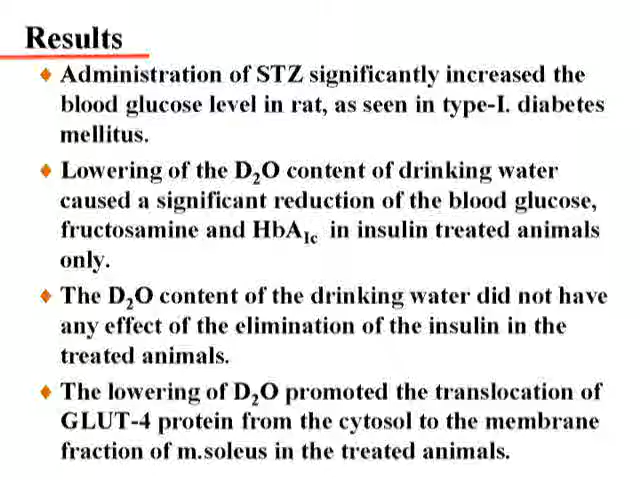 Results
♦ Administration of STZ significantly increased the
blood glucose level in rat, as seen in type-I. diabetes
mellitus.
♦ Lowering of the D₂O content of drinking water
caused a significant reduction of the blood glucose,
fructosamine and HbA_Ic in insulin treated animals
only.
♦ The D₂O content of the drinking water did not have
any effect of the elimination of the insulin in the
treated animals.
♦ The lowering of D₂O promoted the translocation of
GLUT-4 protein from the cytosol to the membrane
fraction of m.soleus in the treated animals.